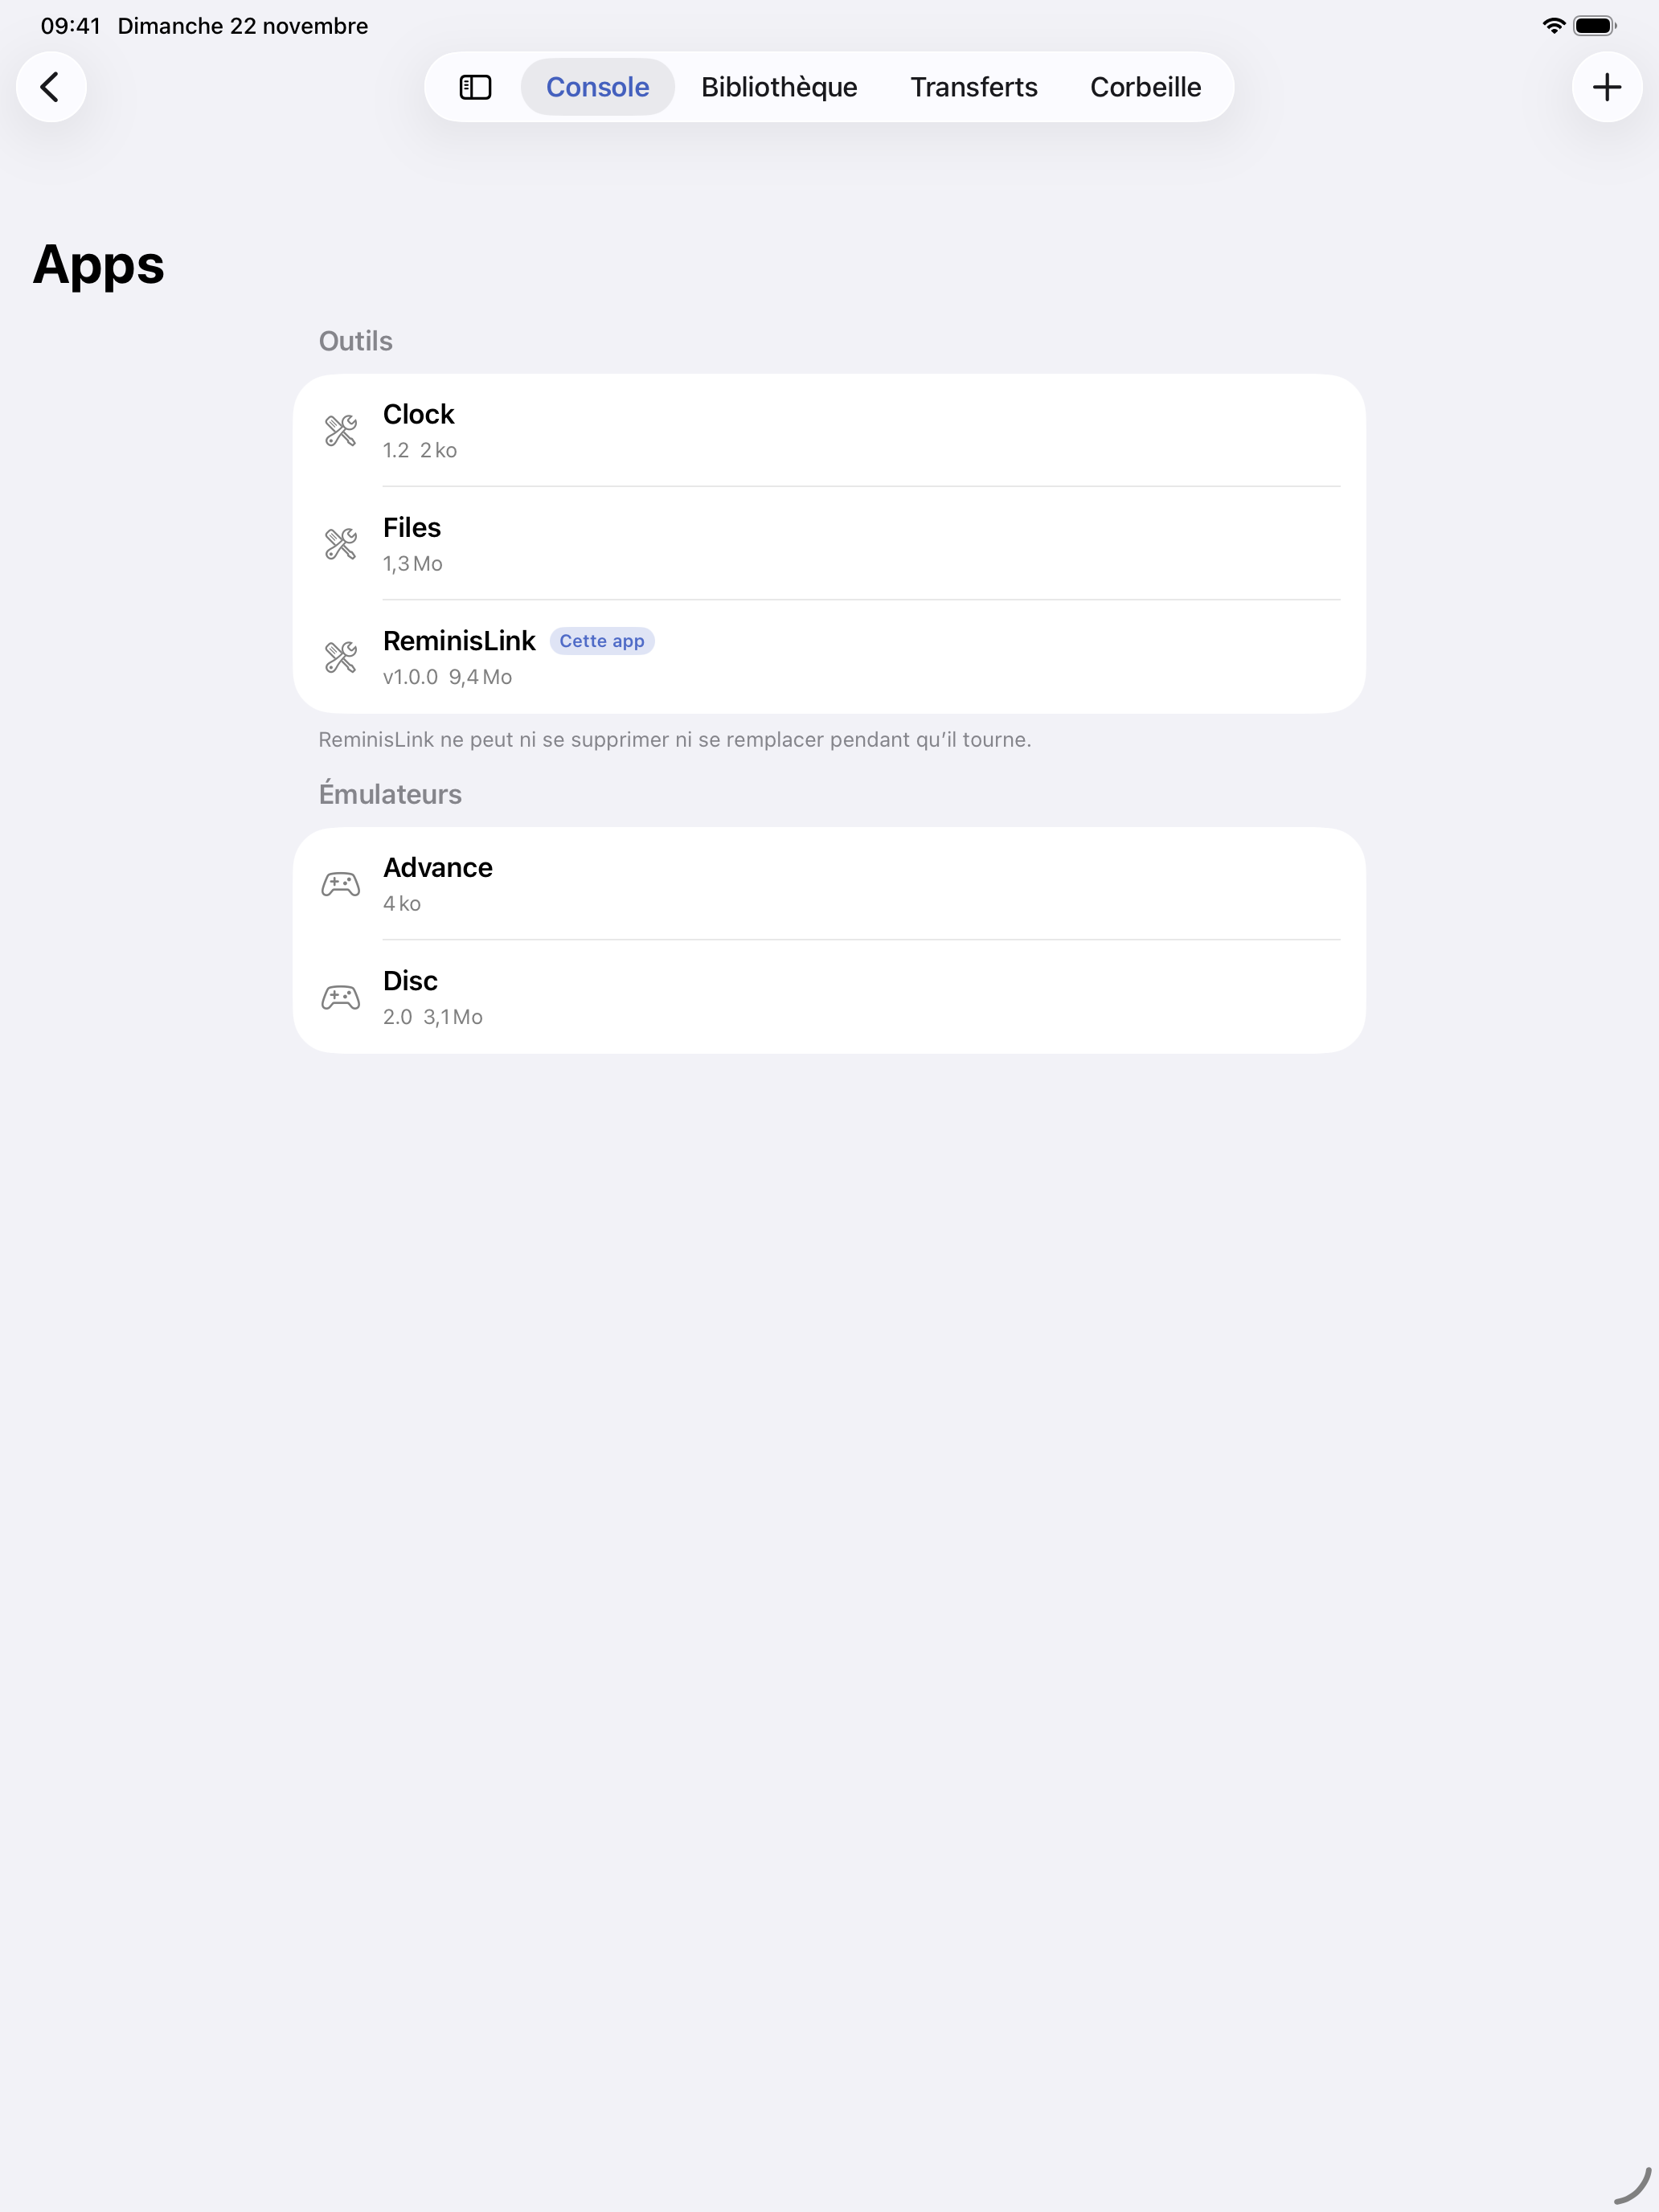 09:41 Dimanche 22 novembre
Console Bibliothèque Transferts Corbeille
Apps
Outils
Clock
1.2 2 ko
Files
1,3 Mo
ReminisLink Cette app
v1.0.0 9,4 Mo
ReminisLink ne peut ni se supprimer ni se remplacer pendant qu’il tourne.
Émulateurs
Advance
4 ko
Disc
2.0 3,1 Mo